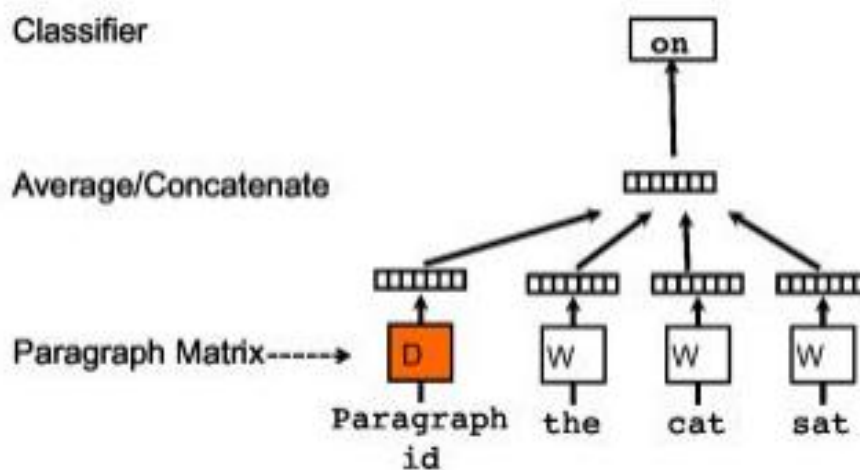 Classifier
on
Average/Concatenate
Paragraph Matrix----->
D
W
W
W
Paragraph
id
the
cat
sat